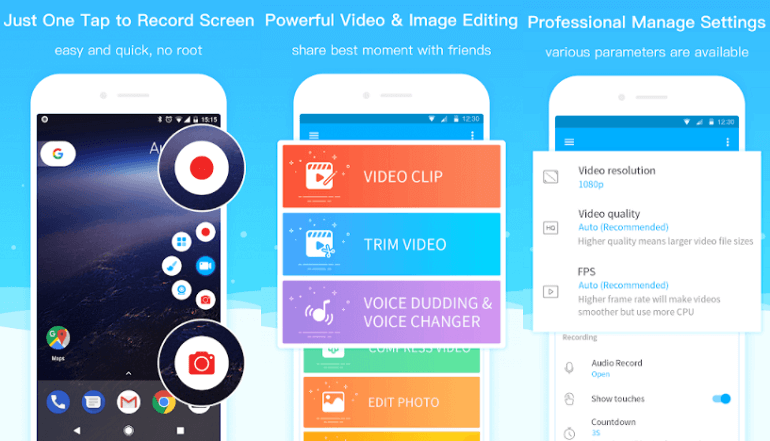 Just One Tap to Record Screen
easy and quick, no root
15:15
G
Maps
Powerful Video & Image Editing
share best moment with friends
12:30
VIDEO CLIP
TRIM VIDEO
VOICE DUDDING &
VOICE CHANGER
COMPRESS VIDEO
EDIT PHOTO
Professional Manage Settings
various parameters are available
12:30
Video resolution
1080p
HQ
Video quality
Auto (Recommended)
Higher quality means larger video file sizes
FPS
Auto (Recommended)
Higher frame rate will make videos
smoother but use more CPU
Recording
Audio Record
Open
Show touches
Countdown
3S